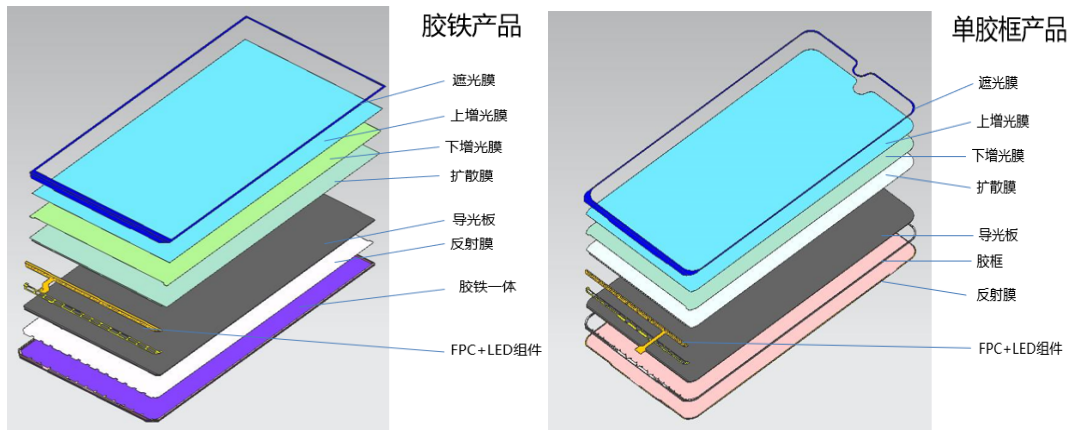 胶铁产品
遮光膜
上增光膜
下增光膜
扩散膜
导光板
反射膜
胶铁一体
FPC+LED组件
单胶框产品
遮光膜
上增光膜
下增光膜
扩散膜
导光板
胶框
反射膜
FPC+LED组件